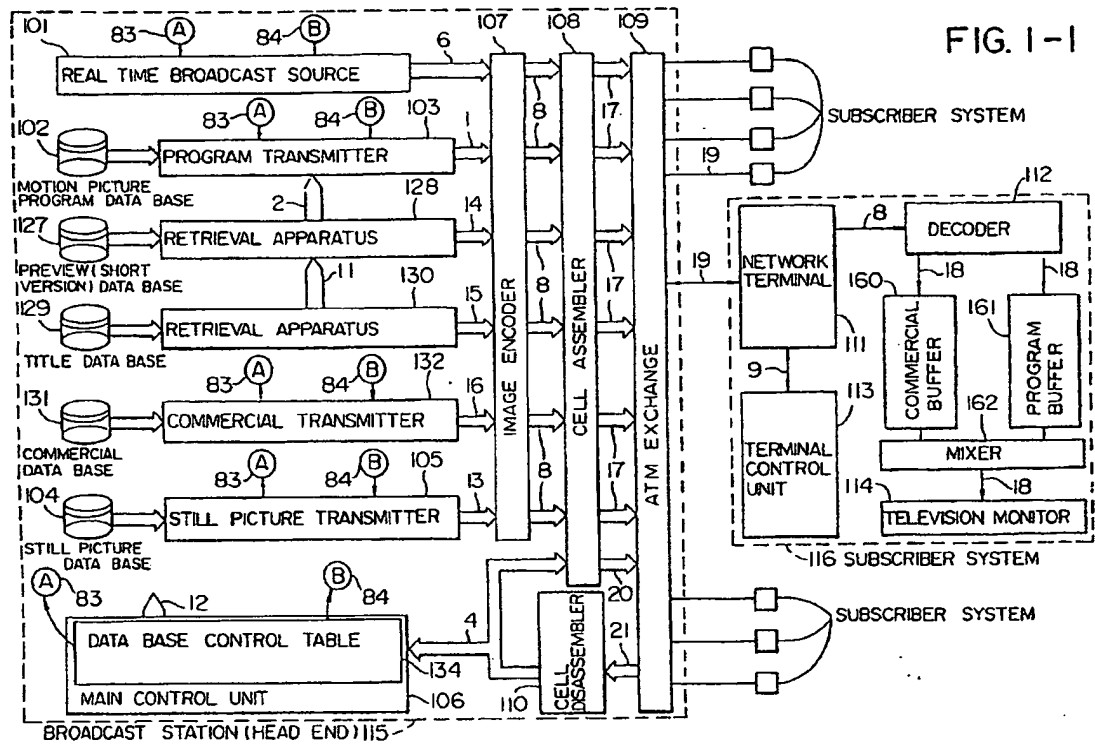 FIG. 1-1
101
83
A
84
B
6
107
108
109
REAL TIME BROADCAST SOURCE
8
17
SUBSCRIBER SYSTEM
102
83
A
84
B
103
1
PROGRAM TRANSMITTER
8
17
19
MOTION PICTURE
PROGRAM DATA BASE
2
128
127
RETRIEVAL APPARATUS
14
8
17
PREVIEW (SHORT
VERSION) DATA BASE
11
130
129
RETRIEVAL APPARATUS
15
8
17
TITLE DATA BASE
IMAGE ENCODER
CELL ASSEMBLER
ATM EXCHANGE
19
112
NETWORK
TERMINAL
8
DECODER
18
18
160
161
111
COMMERCIAL
BUFFER
PROGRAM
BUFFER
9
113
TERMINAL
CONTROL
UNIT
162
MIXER
18
114
TELEVISION MONITOR
116 SUBSCRIBER SYSTEM
83
A
84
B
132
131
COMMERCIAL TRANSMITTER
16
8
17
COMMERCIAL
DATA BASE
83
A
84
B
105
104
STILL PICTURE TRANSMITTER
13
8
17
STILL PICTURE
DATA BASE
A
83
12
B
84
20
DATA BASE CONTROL TABLE
4
134
MAIN CONTROL UNIT
106
110
CELL
DISASSEMBLER
21
SUBSCRIBER SYSTEM
BROADCAST STATION (HEAD END) 115